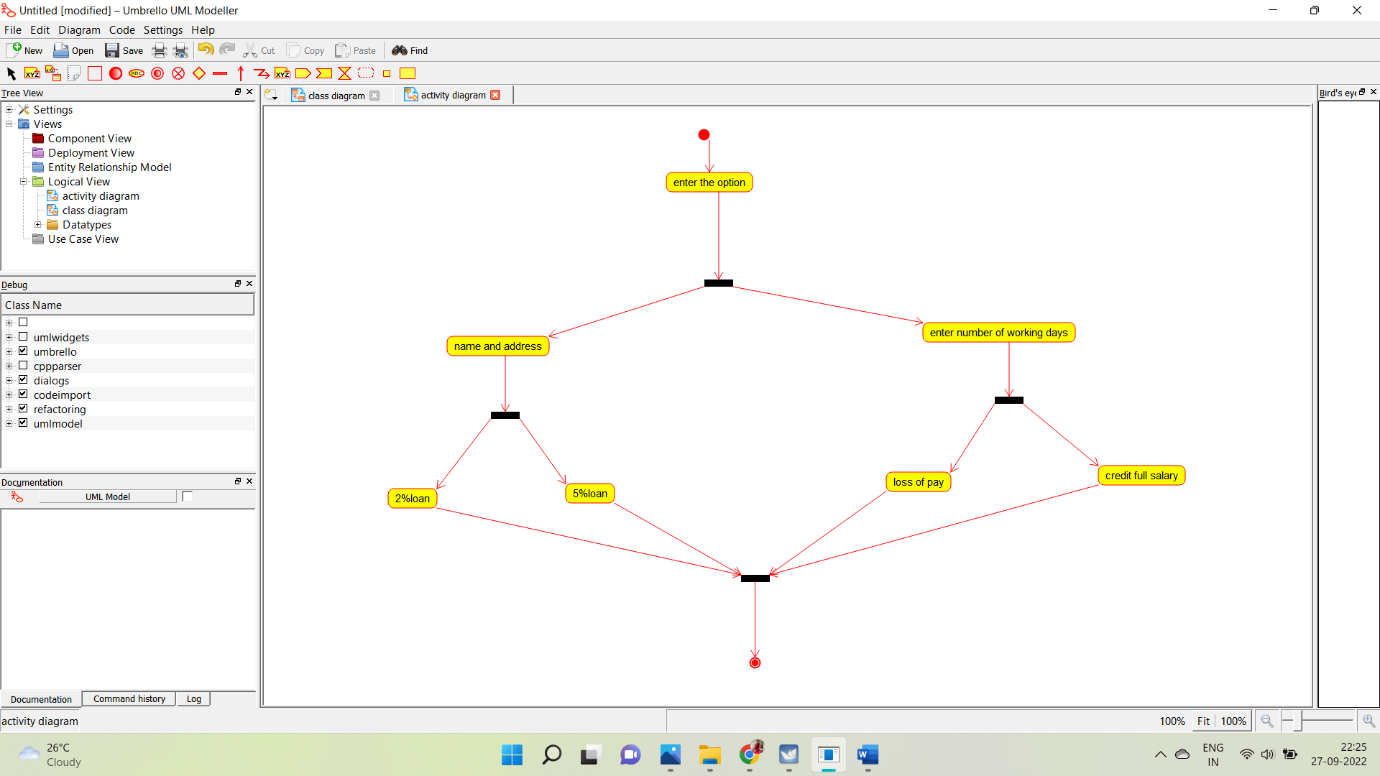 Untitled [modified] – Umbrello UML Modeller
File Edit Diagram Code Settings Help
New Open Save Cut Copy Paste Find
XYZ ABC XYZ
Tree View
class diagram activity diagram
Bird's eye
Settings
Views
Component View
Deployment View
Entity Relationship Model
Logical View
activity diagram
class diagram
Datatypes
Use Case View
Debug
Class Name
umlwidgets
umbrello
cppparser
dialogs
codeimport
refactoring
umlmodel
Documentation
UML Model
Documentation Command history Log
enter the option
name and address
enter number of working days
2%loan
5%loan
loss of pay
credit full salary
activity diagram
100% Fit 100%
26°C
Cloudy
ENG
IN
22:25
27-09-2022